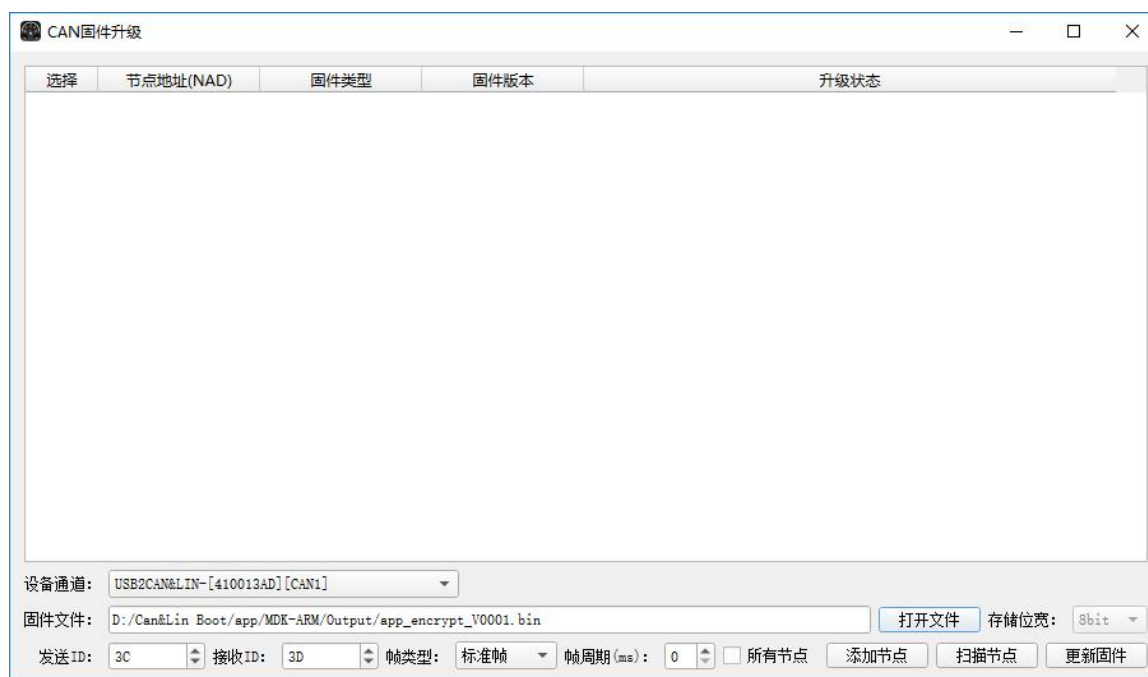 CAN固件升级
选择 节点地址(NAD) 固件类型 固件版本 升级状态
设备通道: USB2CAN&LIN-[410013AD][CAN1]
固件文件: D:/Can&Lin Boot/app/MDK-ARM/Output/app_encrypt_V0001.bin 打开文件 存储位宽: 8bit
发送ID: 3C 接收ID: 3D 帧类型: 标准帧 帧周期(ms): 0 所有节点 添加节点 扫描节点 更新固件